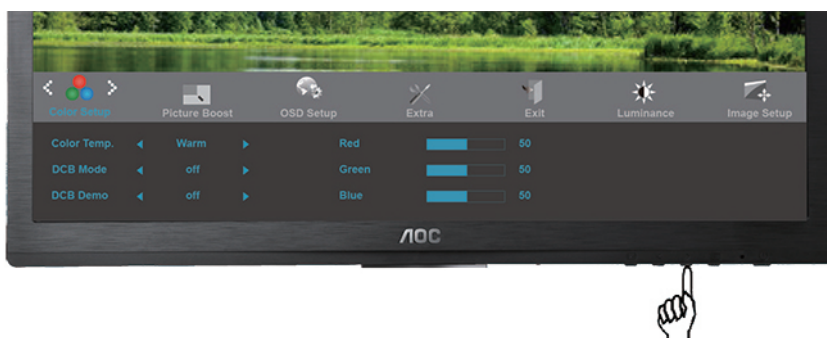 Color Setup Picture Boost OSD Setup Extra Exit Luminance Image Setup
Color Temp. Warm Red 50
DCB Mode off Green 50
DCB Demo off Blue 50
AOC